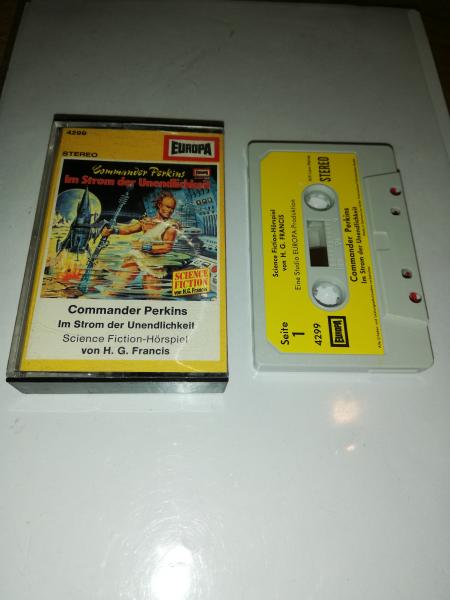 4299
EUROPA
STEREO
Commander Perkins
Im Strom der Unendlichkeit
SCIENCE
FICTION
von H.G. Francis
Commander Perkins
Im Strom der Unendlichkeit
Science Fiction-Hörspiel
von H. G. Francis
Science Fiction-Hörspiel
von H. G. FRANCIS
Eine Studio EUROPA-Produktion
STEREO
Seite 1
4299
EUROPA
Commander Perkins
Im Strom der Unendlichkeit